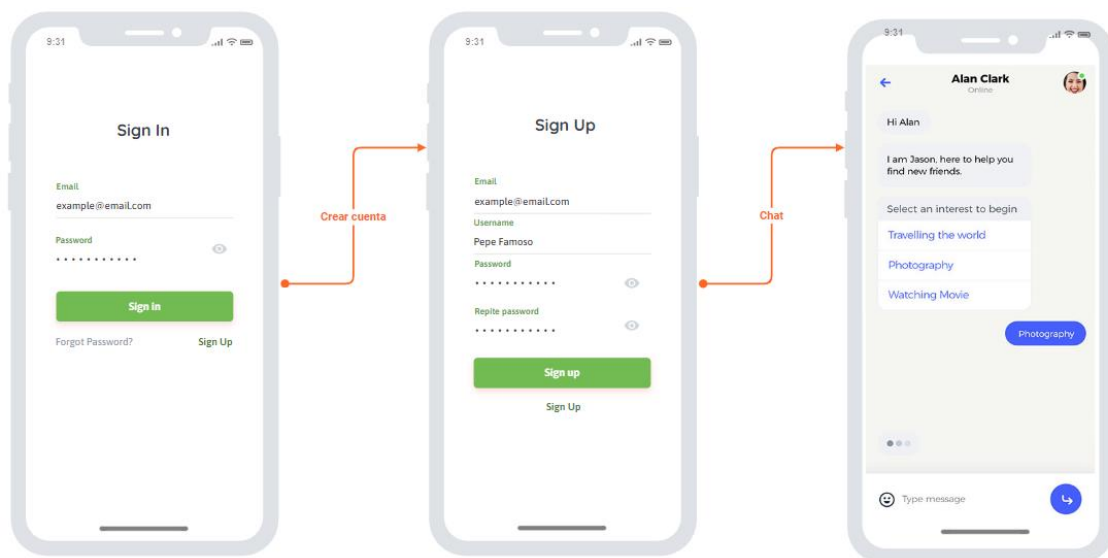 9:31
Sign In
Email
example@email.com
Password
Sign in
Forgot Password? Sign Up
Crear cuenta
9:31
Sign Up
Email
example@email.com
Username
Pepe Famoso
Password
Repite password
Sign up
Sign Up
Chat
9:31
Alan Clark
Online
Hi Alan
I am Jason, here to help you
find new friends.
Select an interest to begin
Travelling the world
Photography
Watching Movie
Photography
Type message